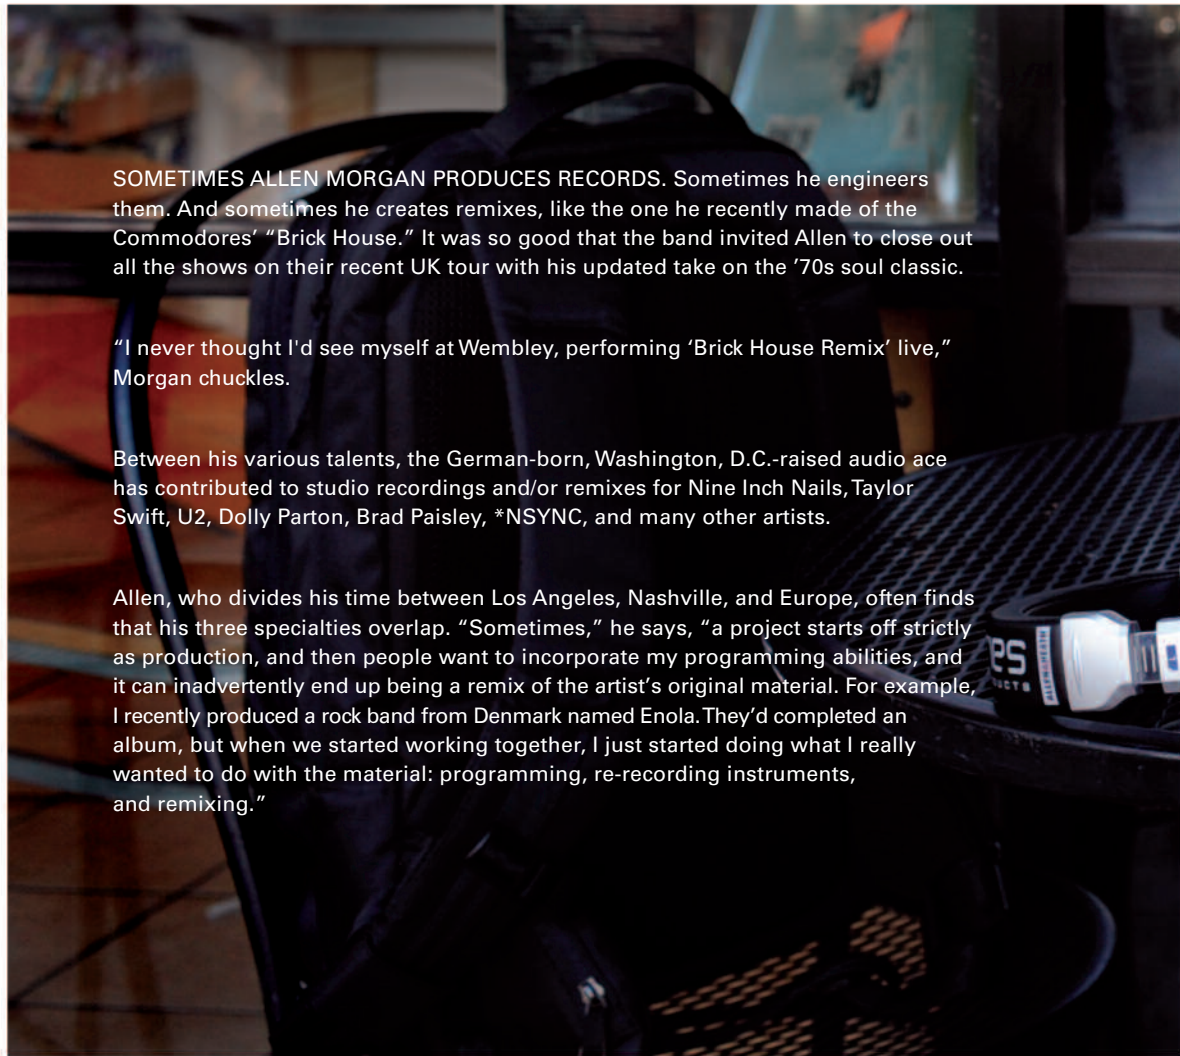 SOMETIMES ALLEN MORGAN PRODUCES RECORDS. Sometimes he engineers
them. And sometimes he creates remixes, like the one he recently made of the
Commodores’ “Brick House.” It was so good that the band invited Allen to close out
all the shows on their recent UK tour with his updated take on the ’70s soul classic.
“I never thought I'd see myself at Wembley, performing ‘Brick House Remix’ live,”
Morgan chuckles.
Between his various talents, the German-born, Washington, D.C.-raised audio ace
has contributed to studio recordings and/or remixes for Nine Inch Nails, Taylor
Swift, U2, Dolly Parton, Brad Paisley, *NSYNC, and many other artists.
Allen, who divides his time between Los Angeles, Nashville, and Europe, often finds
that his three specialties overlap. “Sometimes,” he says, “a project starts off strictly
as production, and then people want to incorporate my programming abilities, and
it can inadvertently end up being a remix of the artist’s original material. For example,
I recently produced a rock band from Denmark named Enola. They’d completed an
album, but when we started working together, I just started doing what I really
wanted to do with the material: programming, re-recording instruments,
and remixing.”
ALLEN&HEATH